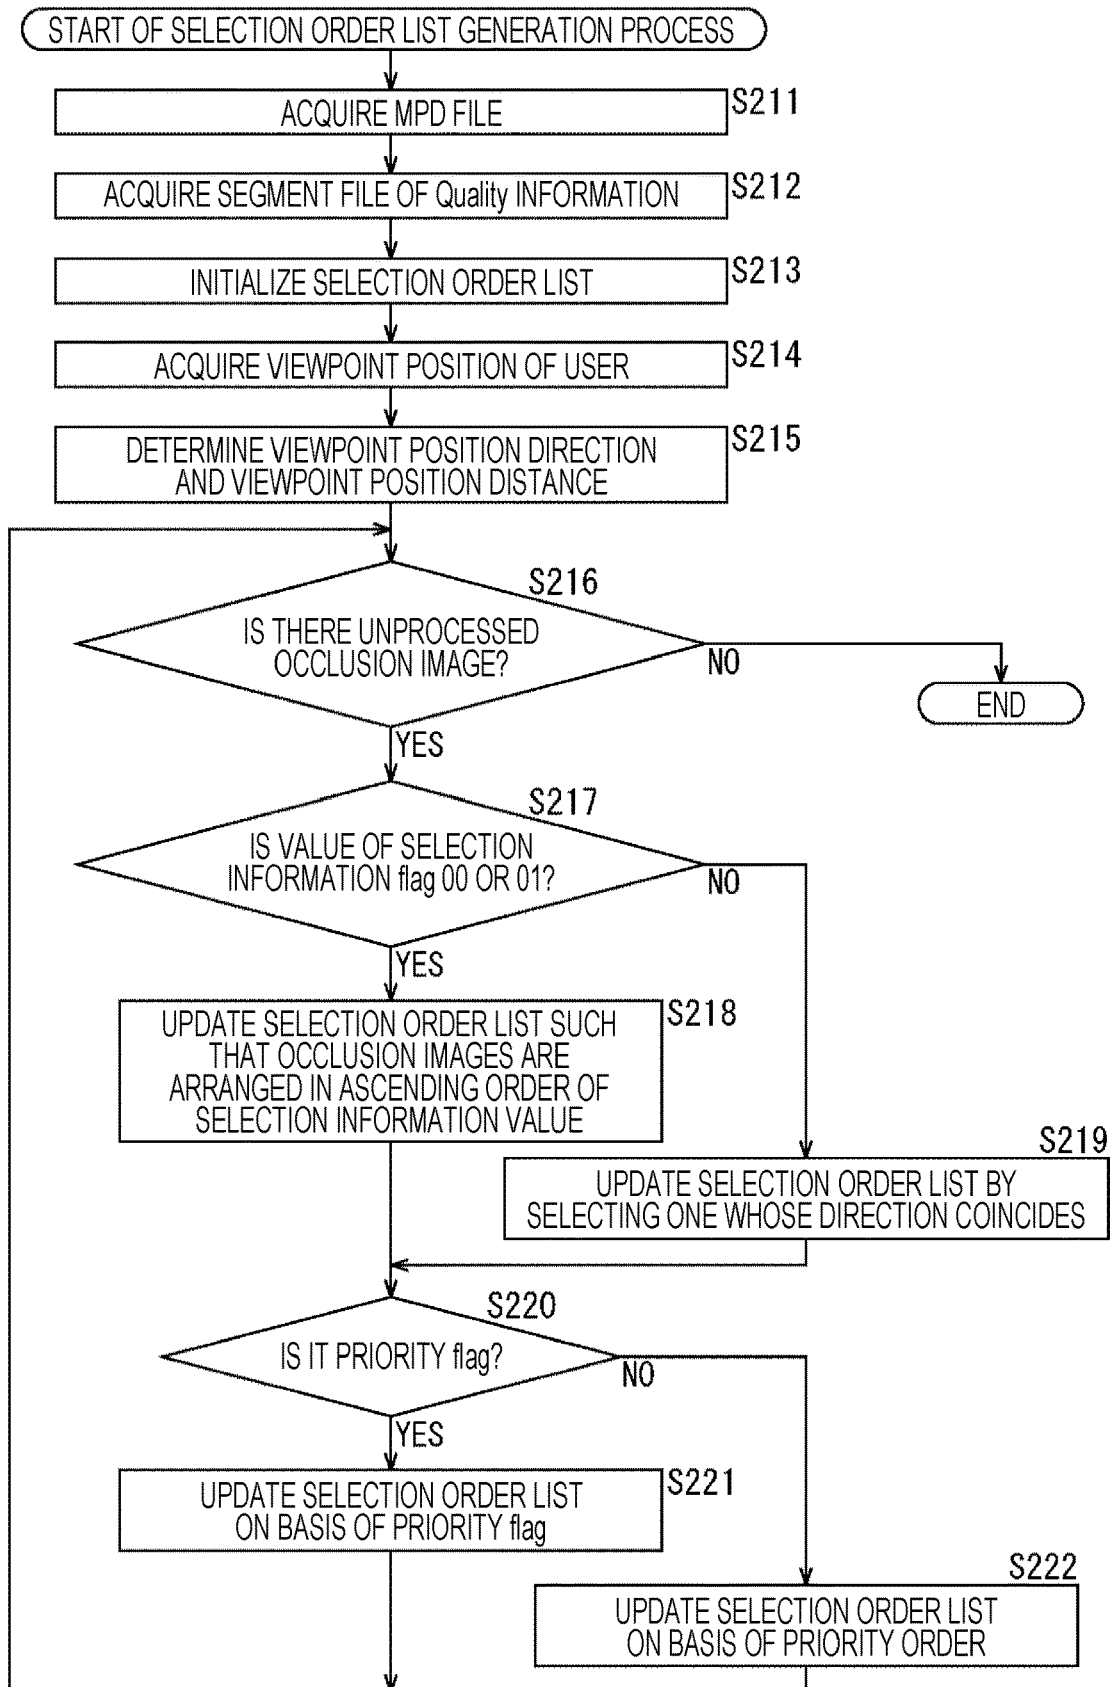 START OF SELECTION ORDER LIST GENERATION PROCESS
S211
ACQUIRE MPD FILE
S212
ACQUIRE SEGMENT FILE OF Quality INFORMATION
S213
INITIALIZE SELECTION ORDER LIST
S214
ACQUIRE VIEWPOINT POSITION OF USER
S215
DETERMINE VIEWPOINT POSITION DIRECTION
AND VIEWPOINT POSITION DISTANCE
S216
IS THERE UNPROCESSED
OCCLUSION IMAGE?
NO
END
YES
S217
IS VALUE OF SELECTION
INFORMATION flag 00 OR 01?
NO
YES
S218
UPDATE SELECTION ORDER LIST SUCH
THAT OCCLUSION IMAGES ARE
ARRANGED IN ASCENDING ORDER OF
SELECTION INFORMATION VALUE
S219
UPDATE SELECTION ORDER LIST BY
SELECTING ONE WHOSE DIRECTION COINCIDES
S220
IS IT PRIORITY flag?
NO
YES
S221
UPDATE SELECTION ORDER LIST
ON BASIS OF PRIORITY flag
S222
UPDATE SELECTION ORDER LIST
ON BASIS OF PRIORITY ORDER